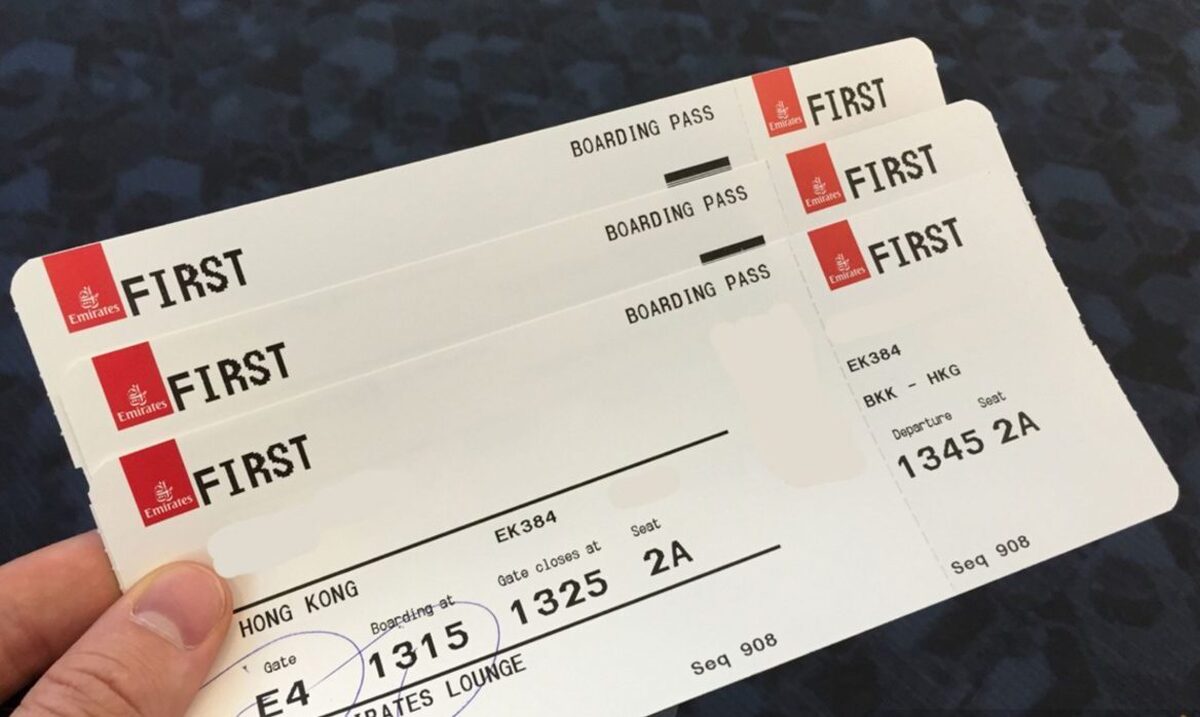 BOARDING PASS
Emirates FIRST
Emirates FIRST
BOARDING PASS
Emirates FIRST
Emirates FIRST
BOARDING PASS
Emirates FIRST
Emirates FIRST
EK384
BKK - HKG
Departure Seat
1345 2A
Seq 908
EK384
HONG KONG
Gate Boarding at Gate closes at Seat
E4 1315 1325 2A
LOUNGE
Seq 908